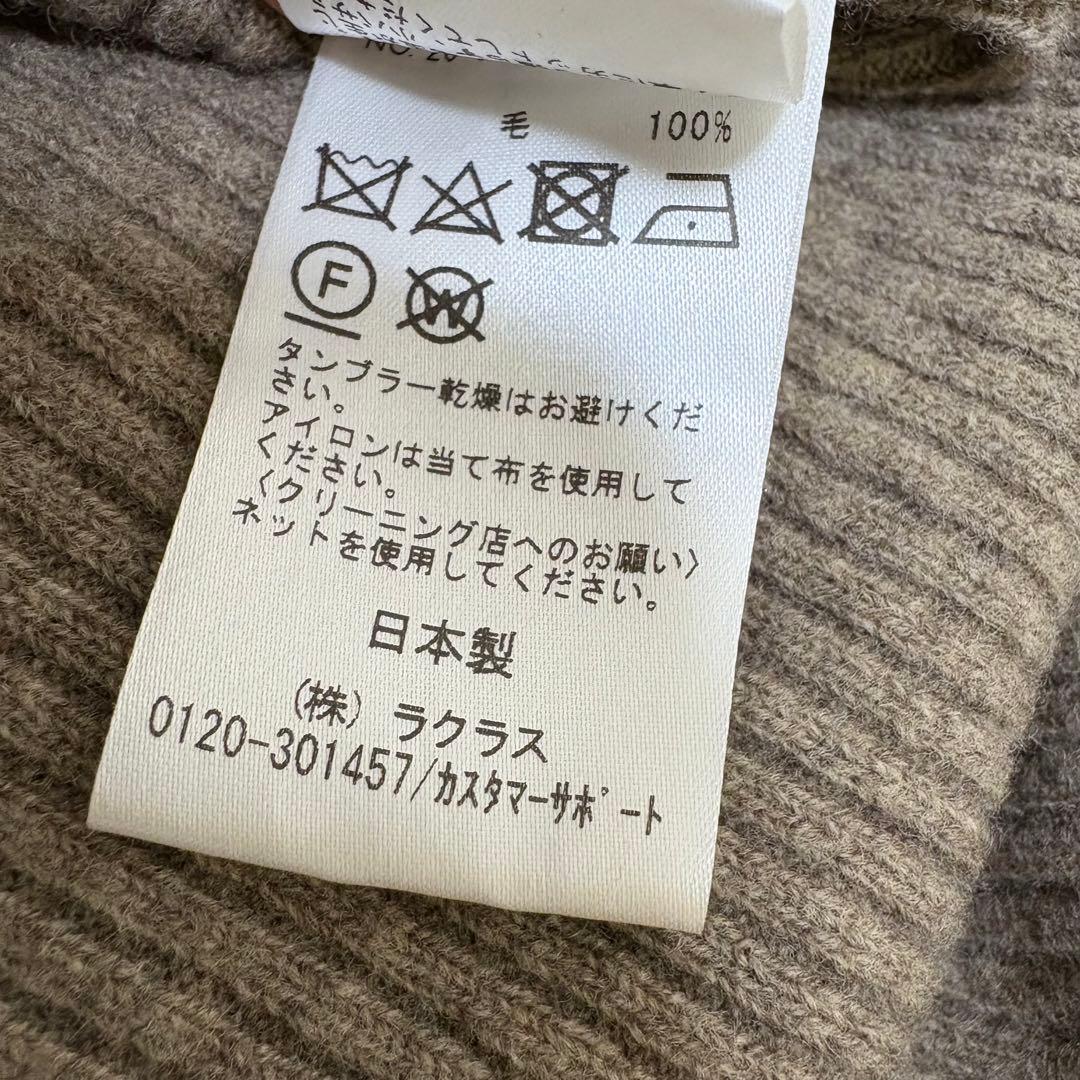 毛 100%
F
W
タンブラー乾燥はお避けくだ
さい。
アイロンは当て布を使用して
ください。
〈クリーニング店へのお願い〉
ネットを使用してください。
日本製
(株) ラクラス
0120-301457/カスタマーサポート